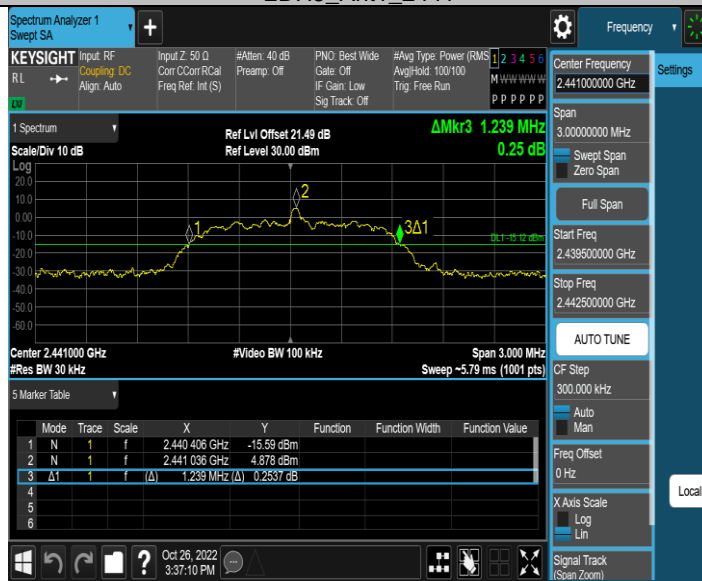 Spectrum Analyzer 1
Swept SA
Frequency
KEYSIGHT
RL
LXI
Input: RF
Coupling: DC
Align: Auto
Input Z: 50 Ω
Corr CCorr RCal
Freq Ref: Int (S)
#Atten: 40 dB
Preamp: Off
PNO: Best Wide
Gate: Off
IF Gain: Low
Sig Track: Off
#Avg Type: Power (RMS
Avg|Hold: 100/100
Trig: Free Run
1 2 3 4 5 6
M W W W W W
P P P P P P
1 Spectrum
Ref Lvl Offset 21.49 dB
ΔMkr3 1.239 MHz
Scale/Div 10 dB
Ref Level 30.00 dBm
0.25 dB
Log
20.0
10.0
0.00
-10.0
-20.0
-30.0
-40.0
-50.0
-60.0
1
2
3Δ1
DL1 -15.12 dBm
Center 2.441000 GHz
#Video BW 100 kHz
Span 3.000 MHz
#Res BW 30 kHz
Sweep ~5.79 ms (1001 pts)
5 Marker Table
Mode Trace Scale X Y Function Function Width Function Value
1 N 1 f 2.440 406 GHz -15.59 dBm
2 N 1 f 2.441 036 GHz 4.878 dBm
3 Δ1 1 f (Δ) 1.239 MHz (Δ) 0.2537 dB
4
5
6
Oct 26, 2022
3:37:10 PM
Center Frequency
2.441000000 GHz
Settings
Span
3.00000000 MHz
Swept Span
Zero Span
Full Span
Start Freq
2.439500000 GHz
Stop Freq
2.442500000 GHz
AUTO TUNE
CF Step
300.000 kHz
Auto
Man
Freq Offset
0 Hz
Local
X Axis Scale
Log
Lin
Signal Track
(Span Zoom)